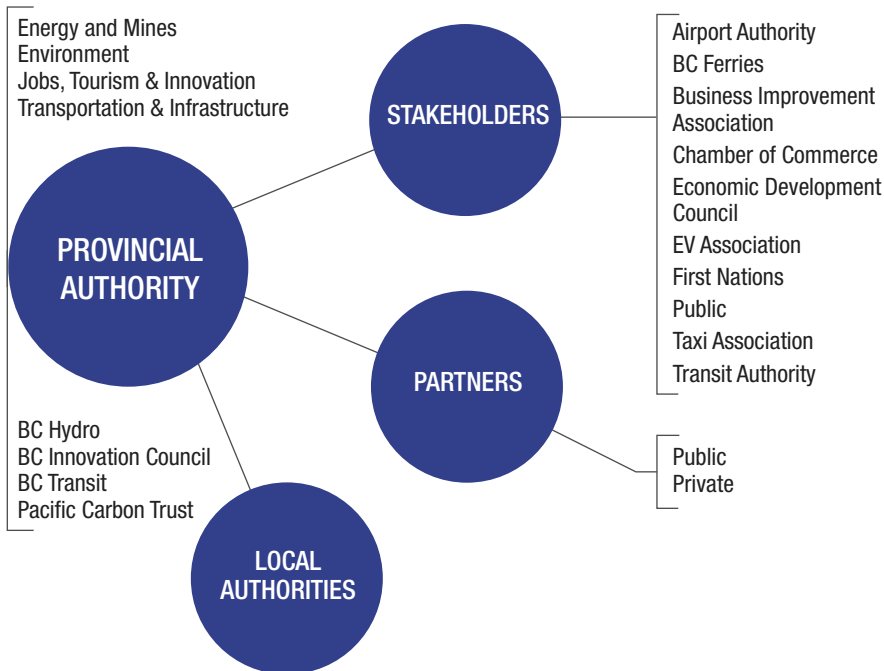 Energy and Mines
Environment
Jobs, Tourism & Innovation
Transportation & Infrastructure
PROVINCIAL
AUTHORITY
BC Hydro
BC Innovation Council
BC Transit
Pacific Carbon Trust
STAKEHOLDERS
Airport Authority
BC Ferries
Business Improvement
Association
Chamber of Commerce
Economic Development
Council
EV Association
First Nations
Public
Taxi Association
Transit Authority
PARTNERS
Public
Private
LOCAL
AUTHORITIES